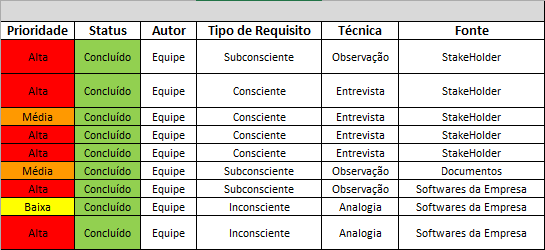 Prioridade Status Autor Tipo de Requisito Técnica Fonte
Alta Concluído Equipe Subconsciente Observação StakeHolder
Alta Concluído Equipe Consciente Entrevista StakeHolder
Média Concluído Equipe Consciente Entrevista StakeHolder
Alta Concluído Equipe Consciente Entrevista StakeHolder
Alta Concluído Equipe Consciente Entrevista StakeHolder
Média Concluído Equipe Subconsciente Observação Documentos
Alta Concluído Equipe Subconsciente Observação Softwares da Empresa
Baixa Concluído Equipe Inconsciente Analogia Softwares da Empresa
Alta Concluído Equipe Inconsciente Analogia Softwares da Empresa